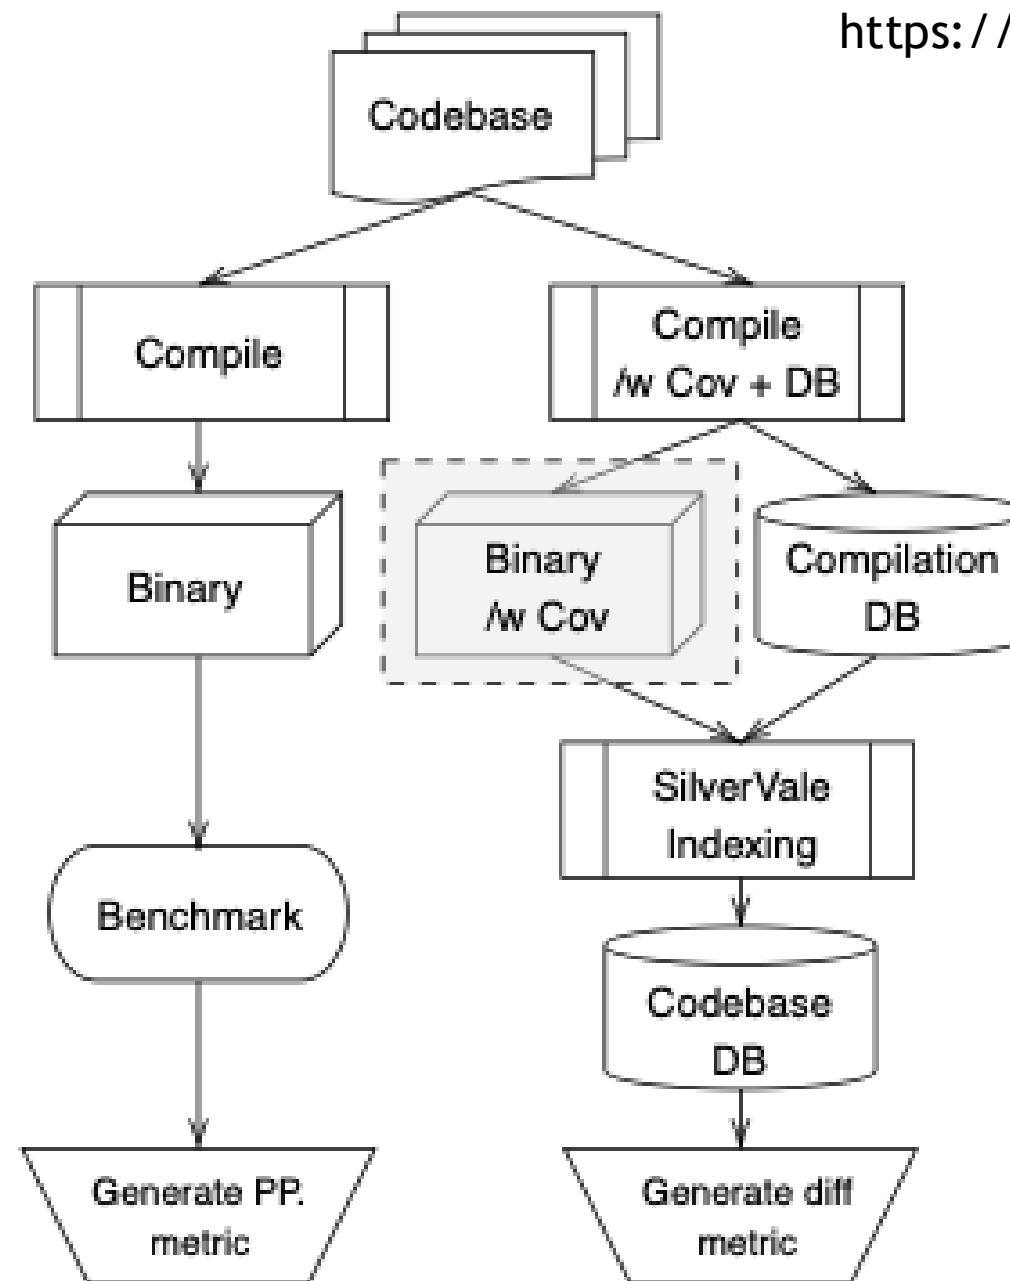 https://
Codebase
Compile
Compile
/w Cov + DB
Binary
Binary
/w Cov
Compilation
DB
SilverVale
Indexing
Benchmark
Codebase
DB
Generate PP.
metric
Generate diff
metric